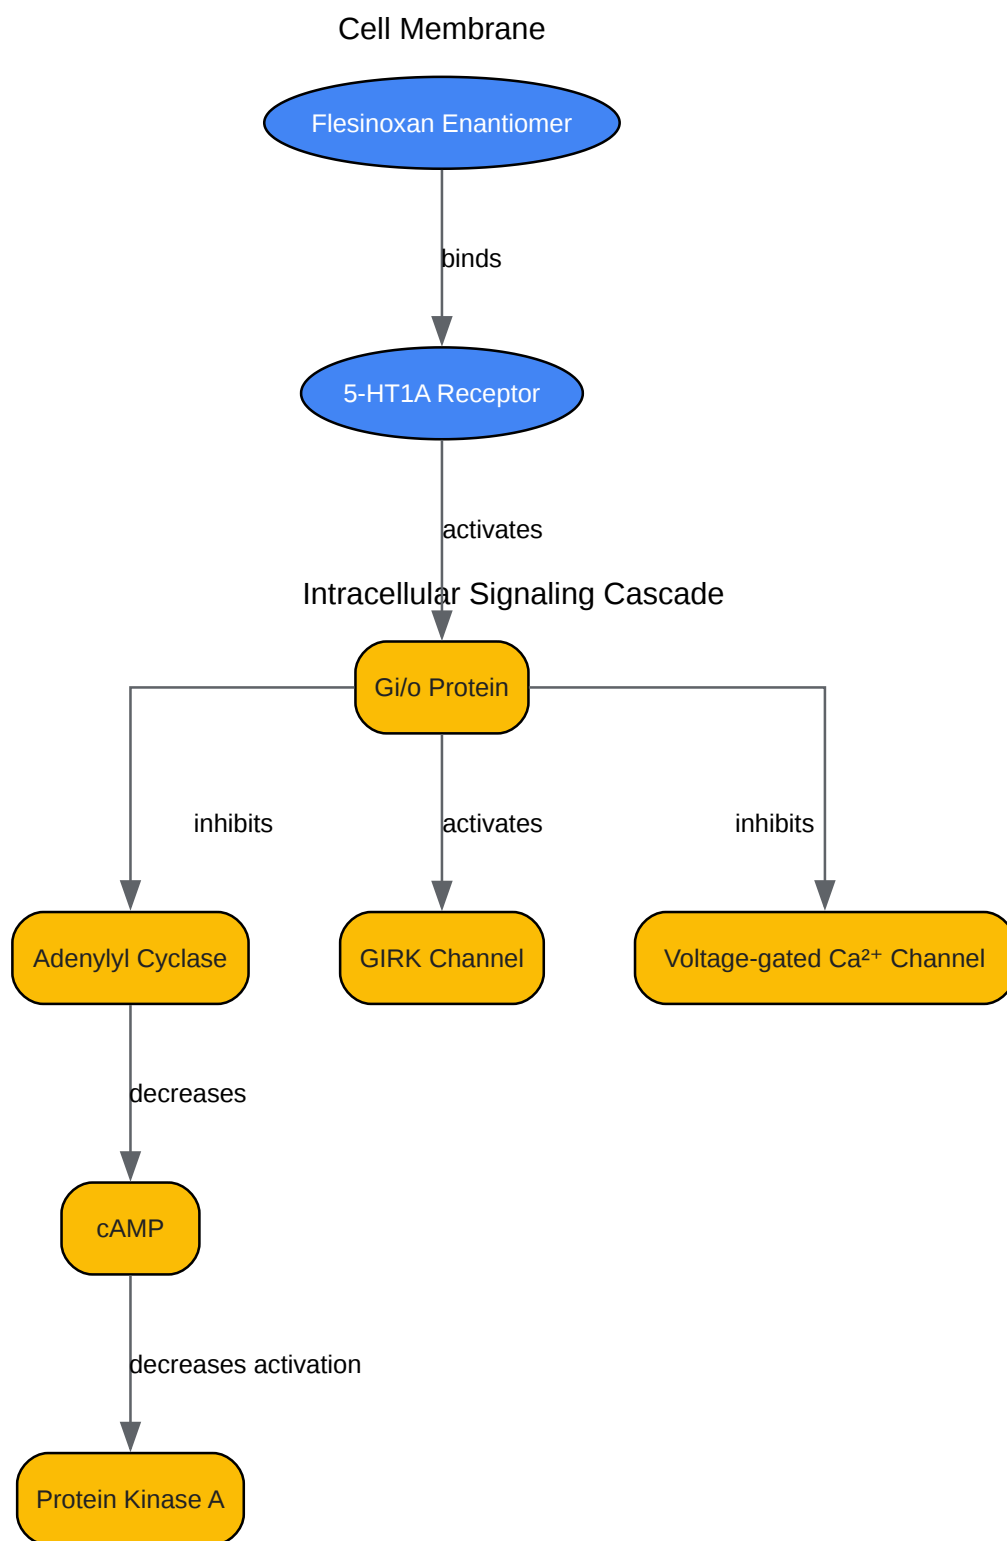 Cell Membrane
Flesinoxan Enantiomer
binds
5-HT1A Receptor
activates
Intracellular Signaling Cascade
Gi/o Protein
inhibits
activates
inhibits
Adenylyl Cyclase
GIRK Channel
Voltage-gated Ca²⁺ Channel
decreases
cAMP
decreases activation
Protein Kinase A